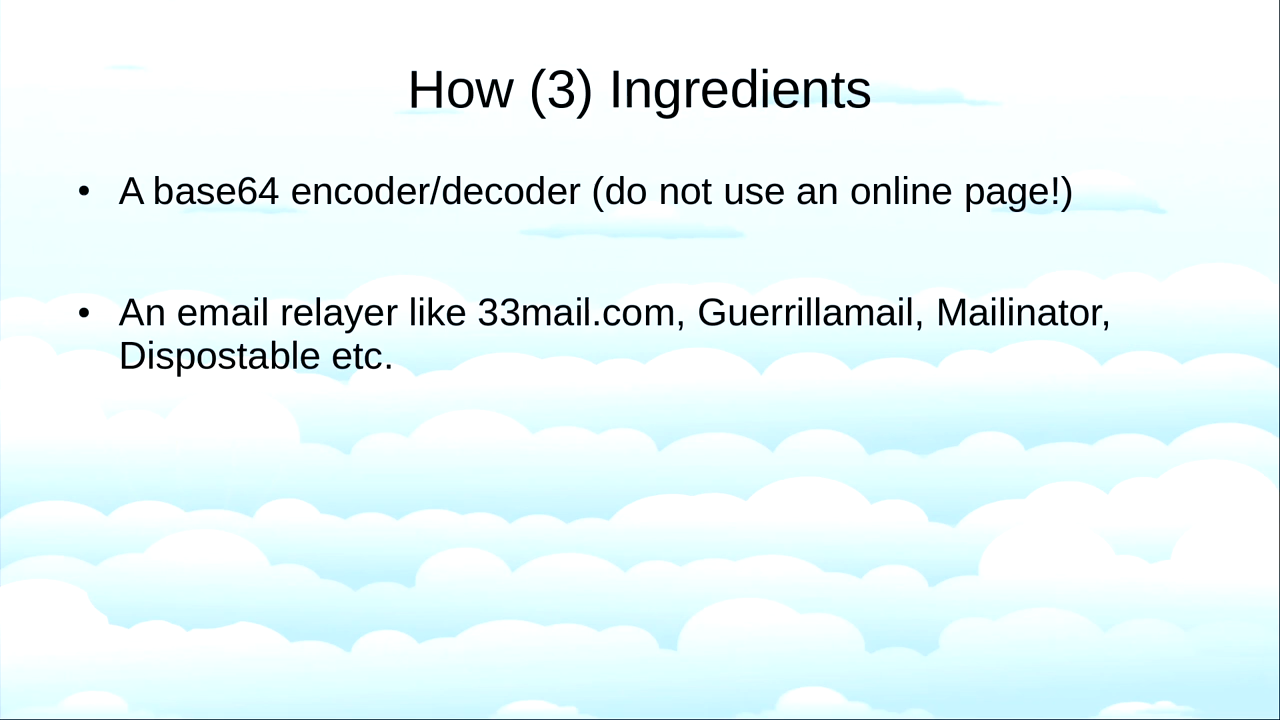 How (3) Ingredients
• A base64 encoder/decoder (do not use an online page!)
• An email relayer like 33mail.com, Guerrillamail, Mailinator,
Dispostable etc.